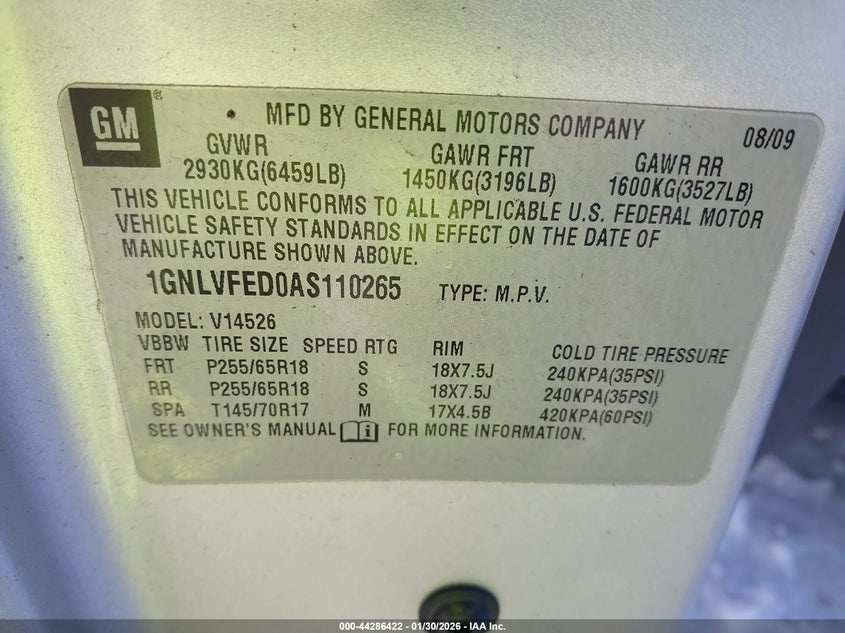 GM ®
MFD BY GENERAL MOTORS COMPANY 08/09
GVWR GAWR FRT GAWR RR
2930KG(6459LB) 1450KG(3196LB) 1600KG(3527LB)
THIS VEHICLE CONFORMS TO ALL APPLICABLE U.S. FEDERAL MOTOR
VEHICLE SAFETY STANDARDS IN EFFECT ON THE DATE OF
MANUFACTURE SHOWN ABOVE.
1GNLVFED0AS110265 TYPE: M.P.V.
MODEL: V14526
VBBW TIRE SIZE SPEED RTG RIM COLD TIRE PRESSURE
FRT P255/65R18 S 18X7.5J 240KPA(35PSI)
RR P255/65R18 S 18X7.5J 240KPA(35PSI)
SPA T145/70R17 M 17X4.5B 420KPA(60PSI)
SEE OWNER'S MANUAL i FOR MORE INFORMATION.
000-44286422 - 01/30/2026 - IAA Inc.